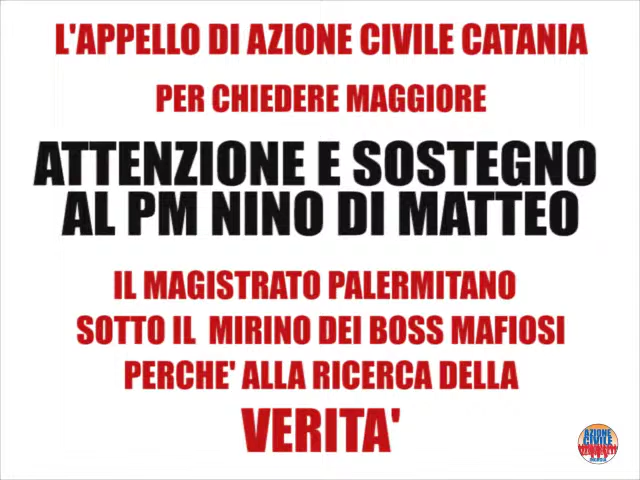 L'APPELLO DI AZIONE CIVILE CATANIA
PER CHIEDERE MAGGIORE
ATTENZIONE E SOSTEGNO
AL PM NINO DI MATTEO
IL MAGISTRATO PALERMITANO
SOTTO IL MIRINO DEI BOSS MAFIOSI
PERCHE' ALLA RICERCA DELLA
VERITA'
AZIONE
CIVILE